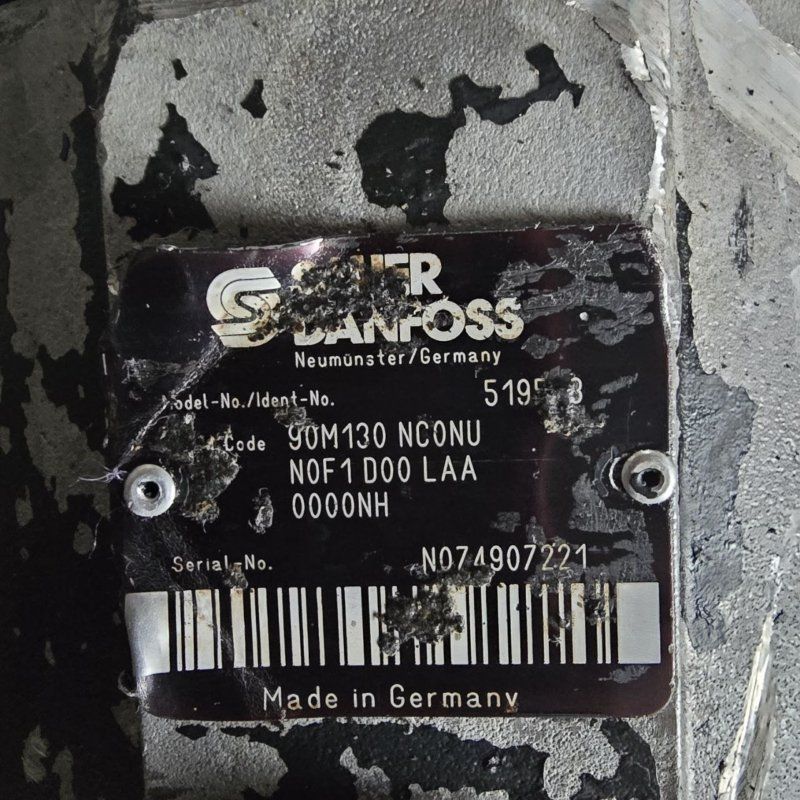 DANFOSS
Neumünster/Germany
Model-No./Ident-No.
Code 90M130 NC0NU
N0F1 D00 LAA
0000NH
Serial-No. N074907221
Made in Germany